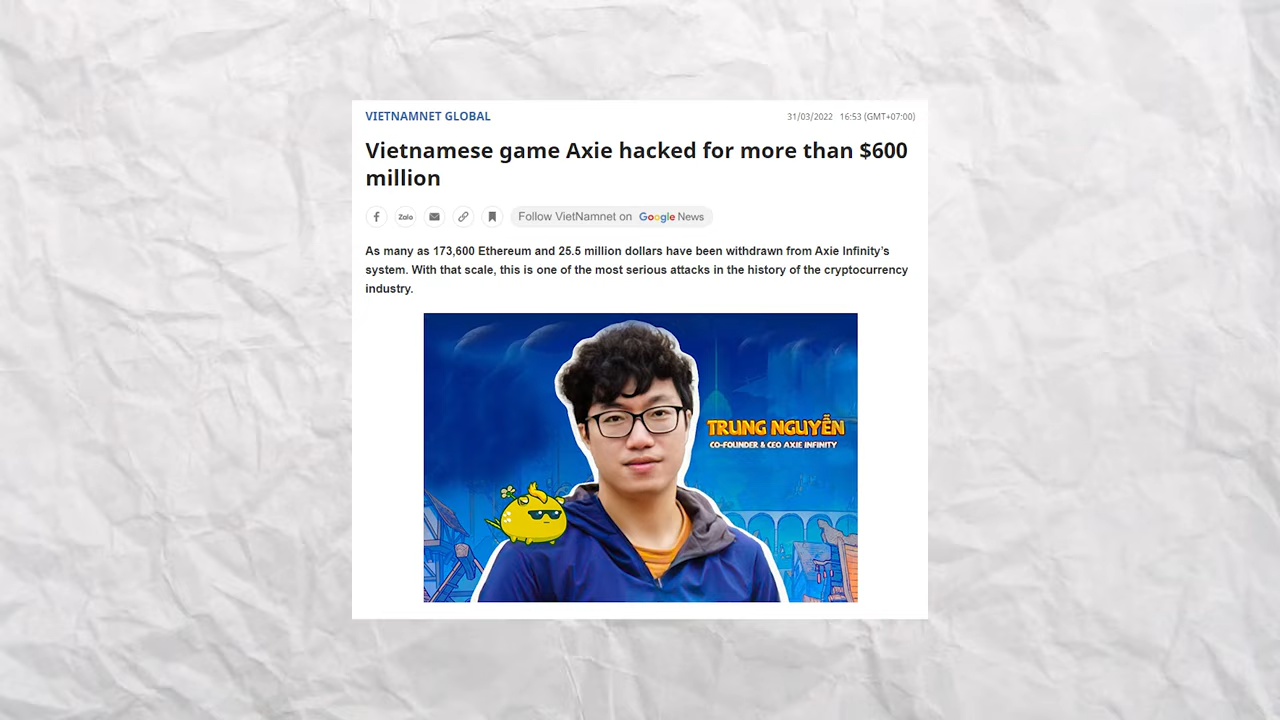 VIETNAMNET GLOBAL
31/03/2022 16:53 (GMT+07:00)
Vietnamese game Axie hacked for more than $600
million
Zalo
Follow VietNamnet on Google News
As many as 173,600 Ethereum and 25.5 million dollars have been withdrawn from Axie Infinity's
system. With that scale, this is one of the most serious attacks in the history of the cryptocurrency
industry.
TRUNG NGUYỄN
CO-FOUNDER & CEO AXIE INFINITY